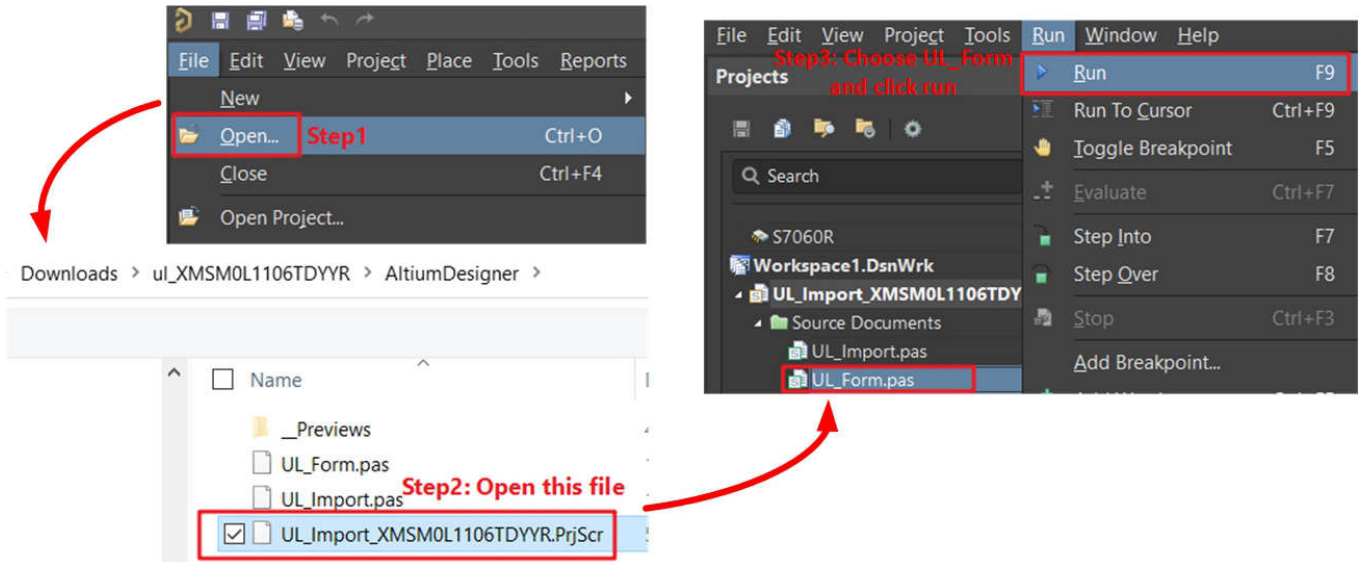 File Edit View Project Place Tools Reports
New
Open... Step1 Ctrl+O
Close Ctrl+F4
Open Project...
Downloads > ul_XMSM0L1106TDYYR > AltiumDesigner >
Name
__Previews
UL_Form.pas
UL_Import.pas
Step2: Open this file
UL_Import_XMSM0L1106TDYYR.PrjScr
File Edit View Project Tools Run Window Help
Step3: Choose UL_Form
and click run
Projects
Search
S7060R
Workspace1.DsnWrk
UL_Import_XMSM0L1106TDY
Source Documents
UL_Import.pas
UL_Form.pas
Run F9
Run To Cursor Ctrl+F9
Toggle Breakpoint F5
Evaluate Ctrl+F7
Step Into F7
Step Over F8
Stop Ctrl+F3
Add Breakpoint...